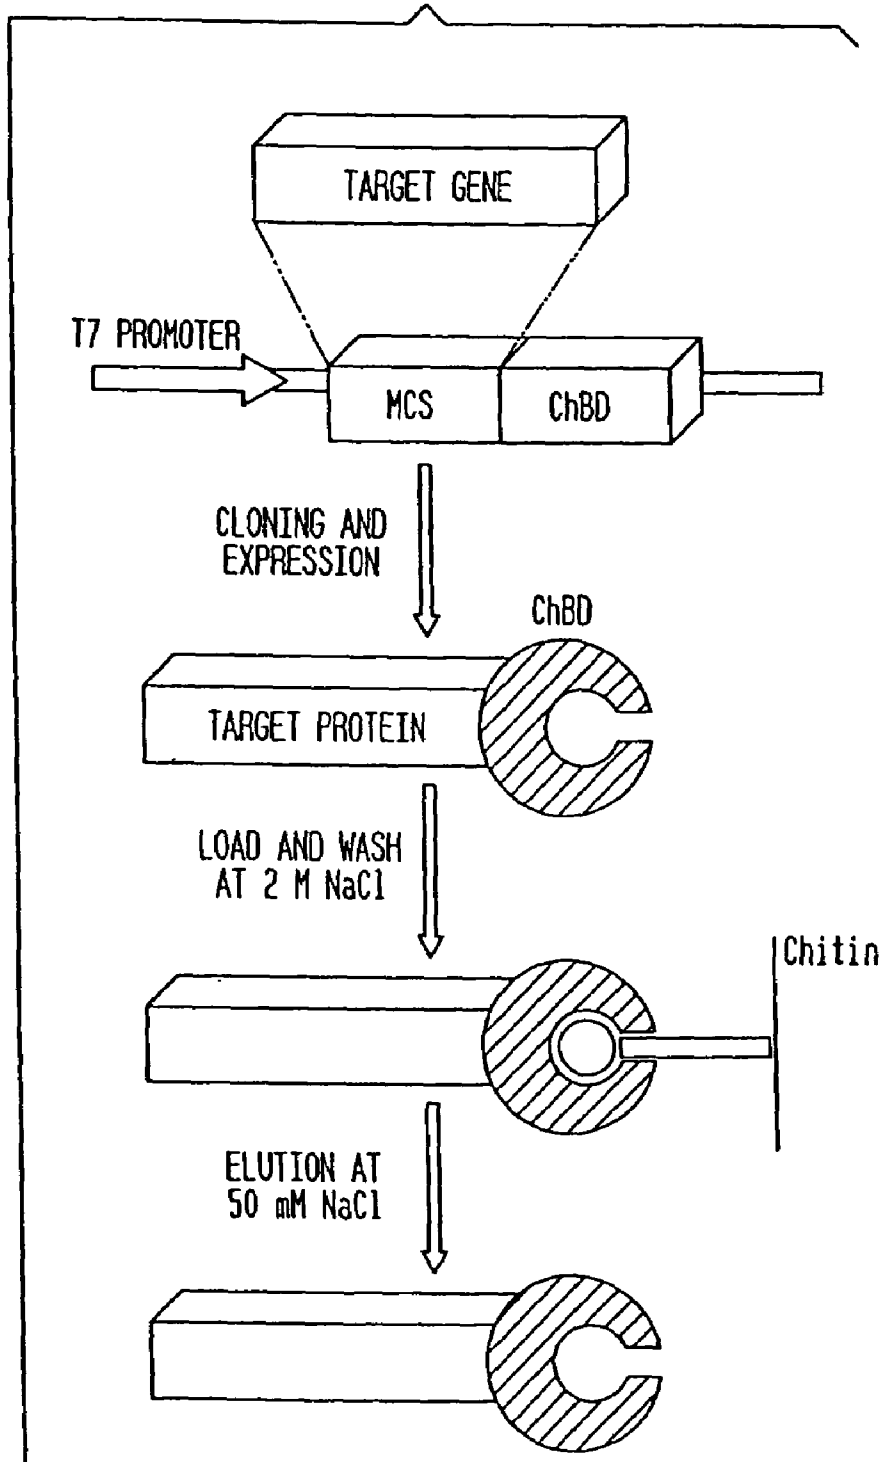 TARGET GENE
T7 PROMOTER
MCS
ChBD
CLONING AND
EXPRESSION
ChBD
TARGET PROTEIN
LOAD AND WASH
AT 2 M NaCl
Chitin
ELUTION AT
50 mM NaCl